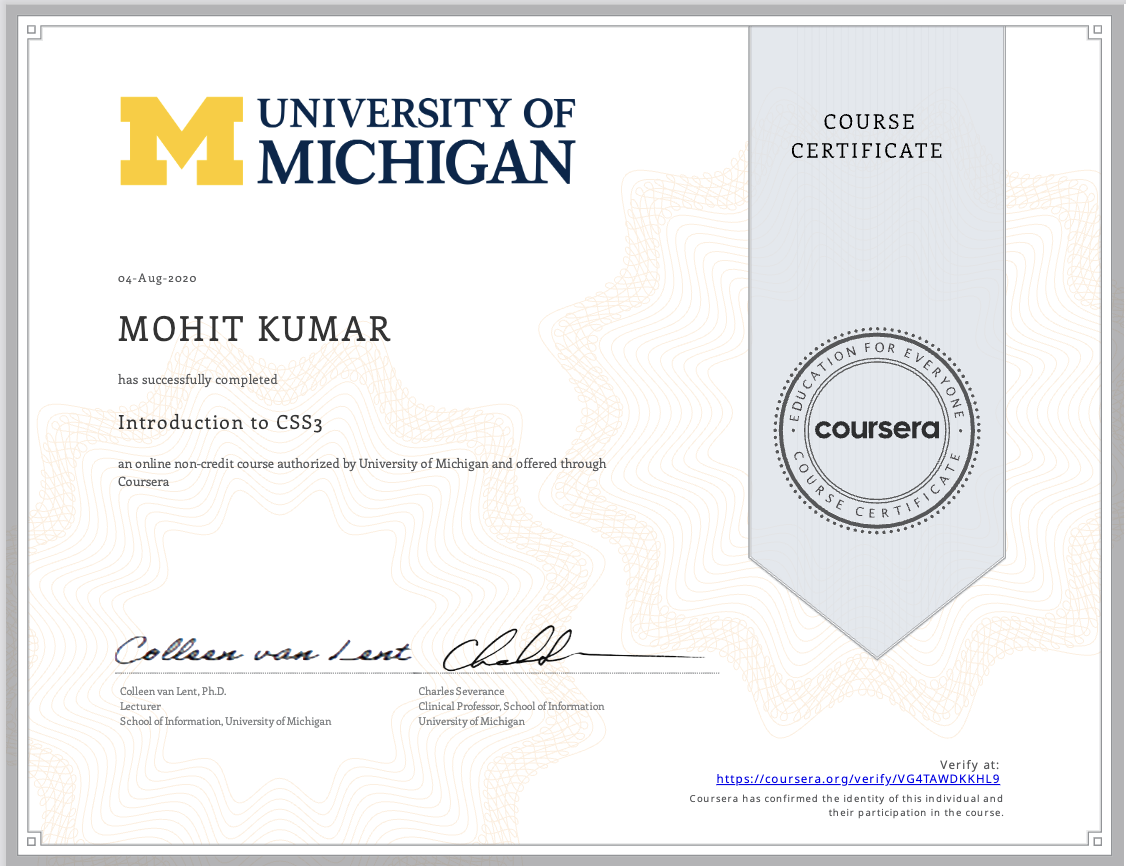 UNIVERSITY OF
MICHIGAN
COURSE
CERTIFICATE
04-Aug-2020
MOHIT KUMAR
has successfully completed
Introduction to CSS3
an online non-credit course authorized by University of Michigan and offered through
Coursera
EDUCATION FOR EVERYONE
coursera
COURSE CERTIFICATE
Colleen van Lent
Colleen van Lent, Ph.D.
Lecturer
School of Information, University of Michigan
Charles Severance
Clinical Professor, School of Information
University of Michigan
Verify at:
https://coursera.org/verify/VG4TAWDKKHL9
Coursera has confirmed the identity of this individual and
their participation in the course.